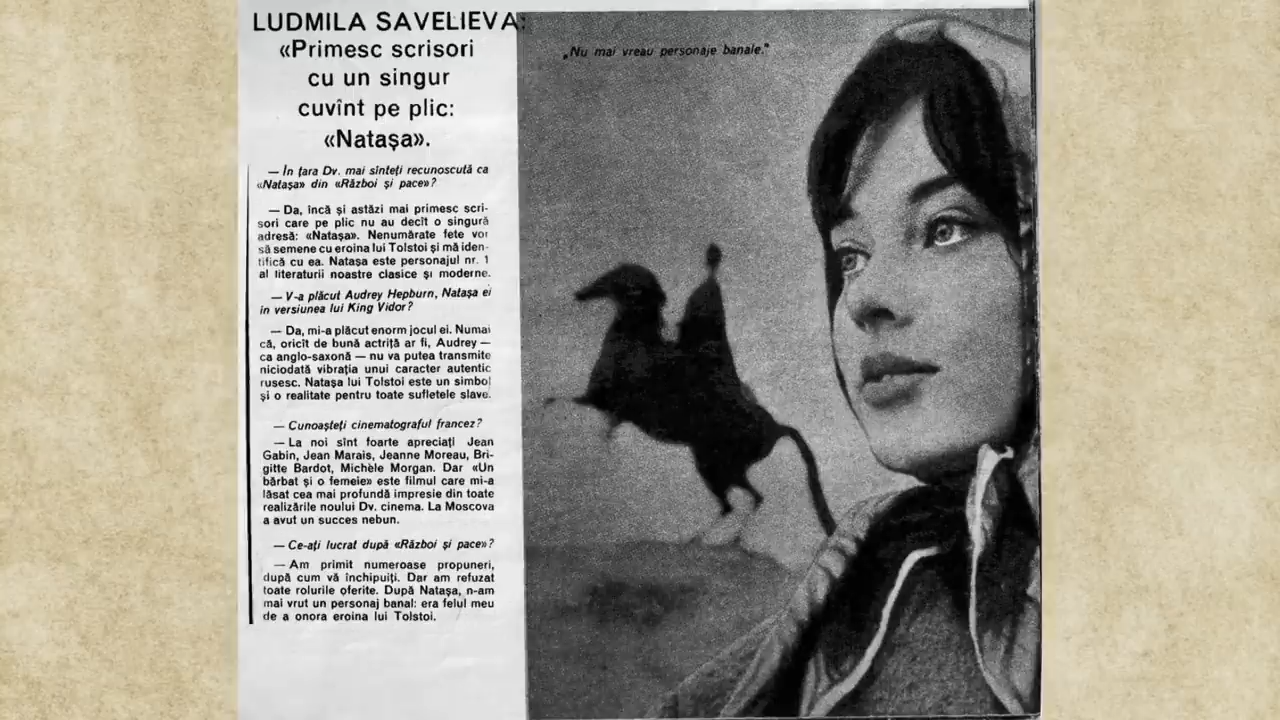 LUDMILA SAVELIEVA:
«Primesc scrisori
cu un singur
cuvînt pe plic:
«Natașa».
„Nu mai vreau personaje banale.”
— În țara Dv. mai sînteți recunoscută ca
«Natașa» din «Război și pace»?
— Da, încă și astăzi mai primesc scri-
sori care pe plic nu au decît o singură
adresă: «Natașa». Nenumărate fete vor
să semene cu eroina lui Tolstoi și mă iden-
tifică cu ea. Natașa este personajul nr. 1
al literaturii noastre clasice și moderne.
— V-a plăcut Audrey Hepburn, Natașa ei
in versiunea lui King Vidor?
— Da, mi-a plăcut enorm jocul ei. Numai
că, oricît de bună actriță ar fi, Audrey —
ca anglo-saxonă — nu va putea transmite
niciodată vibrația unui caracter autentic
rusesc. Natașa lui Tolstoi este un simbol
și o realitate pentru toate sufletele slave.
— Cunoașteți cinematograful francez?
— La noi sînt foarte apreciați Jean
Gabin, Jean Marais, Jeanne Moreau, Bri-
gitte Bardot, Michèle Morgan. Dar «Un
bărbat și o femeie» este filmul care mi-a
lăsat cea mai profundă impresie din toate
realizările noului Dv. cinema. La Moscova
a avut un succes nebun.
— Ce-ați lucrat după «Război și pace»?
— Am primit numeroase propuneri,
după cum vă închipuiți. Dar am refuzat
toate rolurile oferite. După Natașa, n-am
mai vrut un personaj banal: era felul meu
de a onora eroina lui Tolstoi.